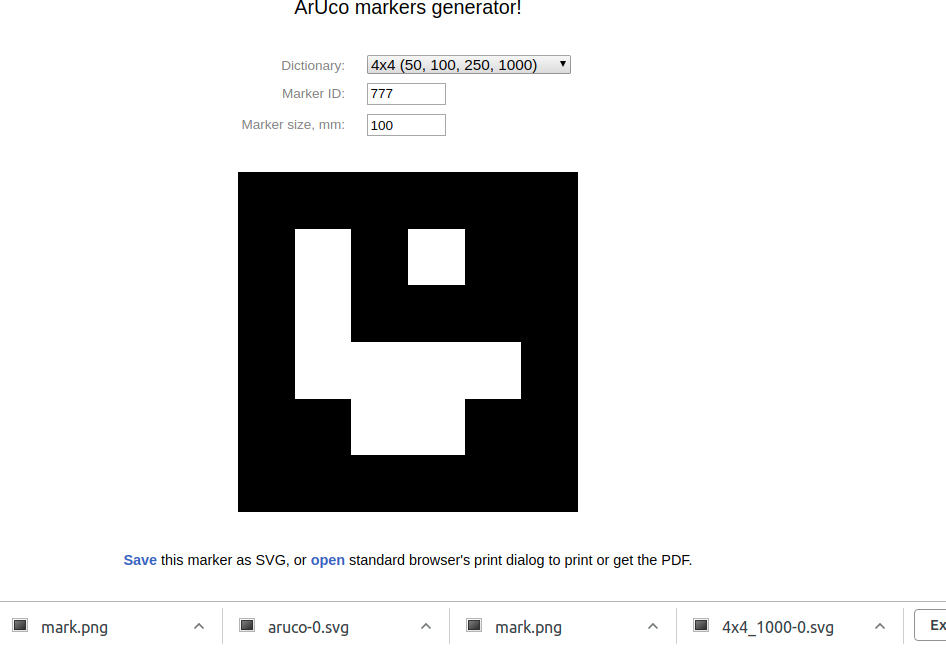 ArUco markers generator!
Dictionary: 4x4 (50, 100, 250, 1000)
Marker ID: 777
Marker size, mm: 100
Save this marker as SVG, or open standard browser's print dialog to print or get the PDF.
mark.png aruco-0.svg mark.png 4x4_1000-0.svg Ex